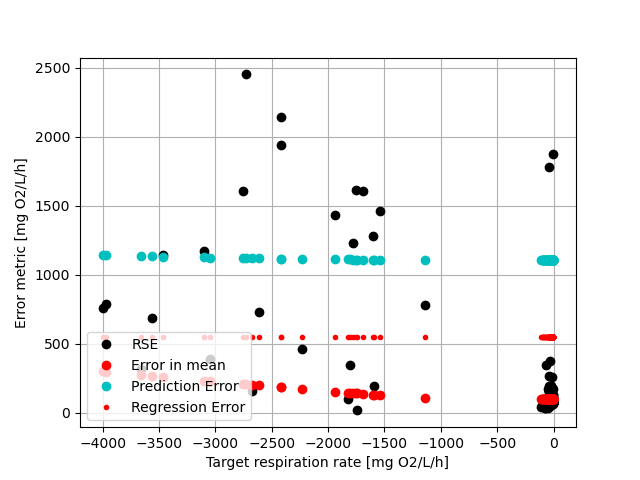 2500
2000
1500
1000
500
0
Error metric [mg O2/L/h]
RSE
Error in mean
Prediction Error
Regression Error
−4000 −3500 −3000 −2500 −2000 −1500 −1000 −500 0
Target respiration rate [mg O2/L/h]